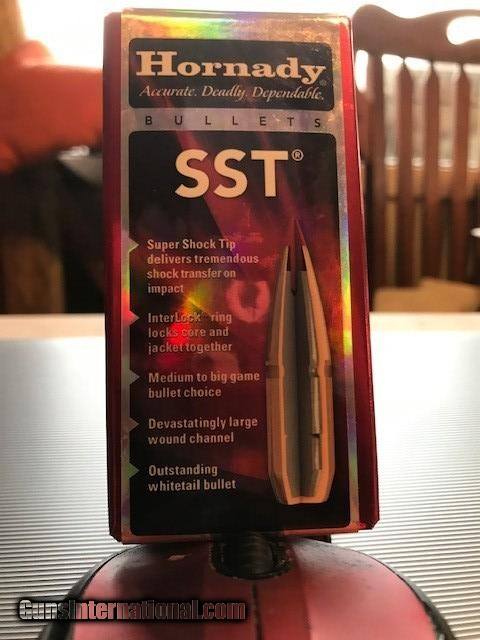 Hornady®
Accurate. Deadly. Dependable.
BULLETS
SST®
Super Shock Tip
delivers tremendous
shock transfer on
impact
InterLock® ring
locks core and
jacket together
Medium to big game
bullet choice
Devastatingly large
wound channel
Outstanding
whitetail bullet
GunsInternational.com